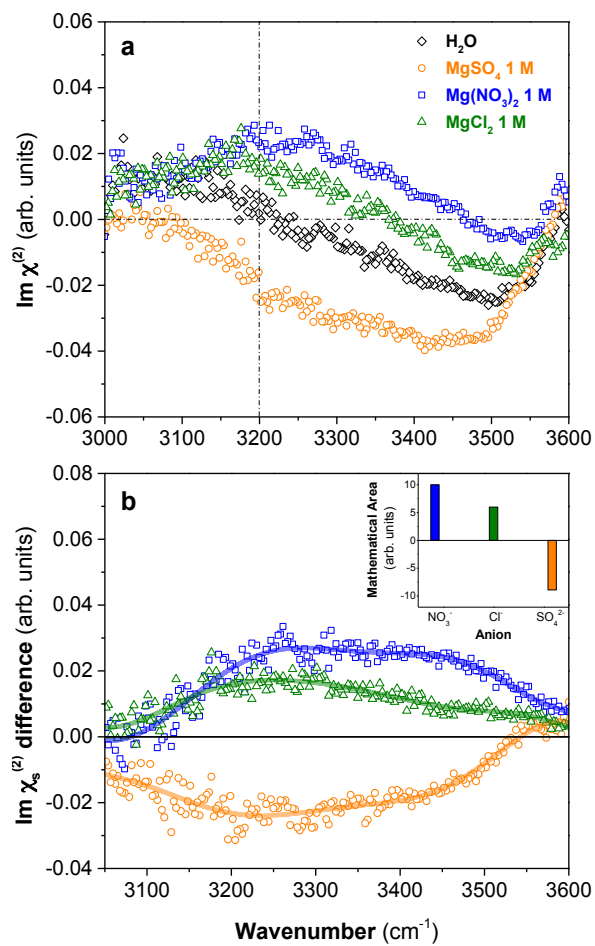 a
H₂O
MgSO₄ 1 M
Mg(NO₃)₂ 1 M
MgCl₂ 1 M
Im χ⁽²⁾ (arb. units)
0.06
0.04
0.02
0.00
-0.02
-0.04
-0.06
3000 3100 3200 3300 3400 3500 3600
b
Im χₛ⁽²⁾ difference (arb. units)
0.08
0.06
0.04
0.02
0.00
-0.02
-0.04
Mathematical Area
(arb. units)
10
5
0
-5
-10
NO₃⁻ Cl⁻ SO₄²⁻
Anion
3100 3200 3300 3400 3500 3600
Wavenumber (cm⁻¹)